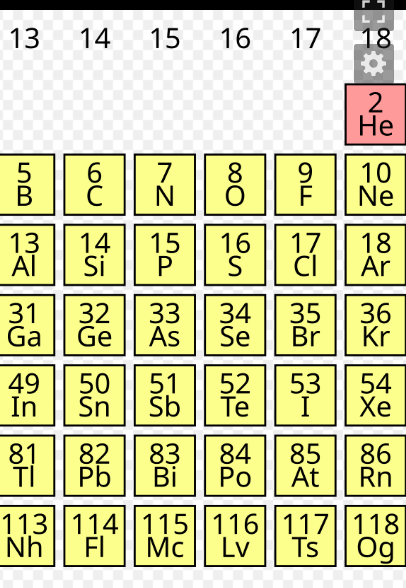 13 14 15 16 17 18
2
He
5 6 7 8 9 10
B C N O F Ne
13 14 15 16 17 18
Al Si P S Cl Ar
31 32 33 34 35 36
Ga Ge As Se Br Kr
49 50 51 52 53 54
In Sn Sb Te I Xe
81 82 83 84 85 86
Tl Pb Bi Po At Rn
113 114 115 116 117 118
Nh Fl Mc Lv Ts Og